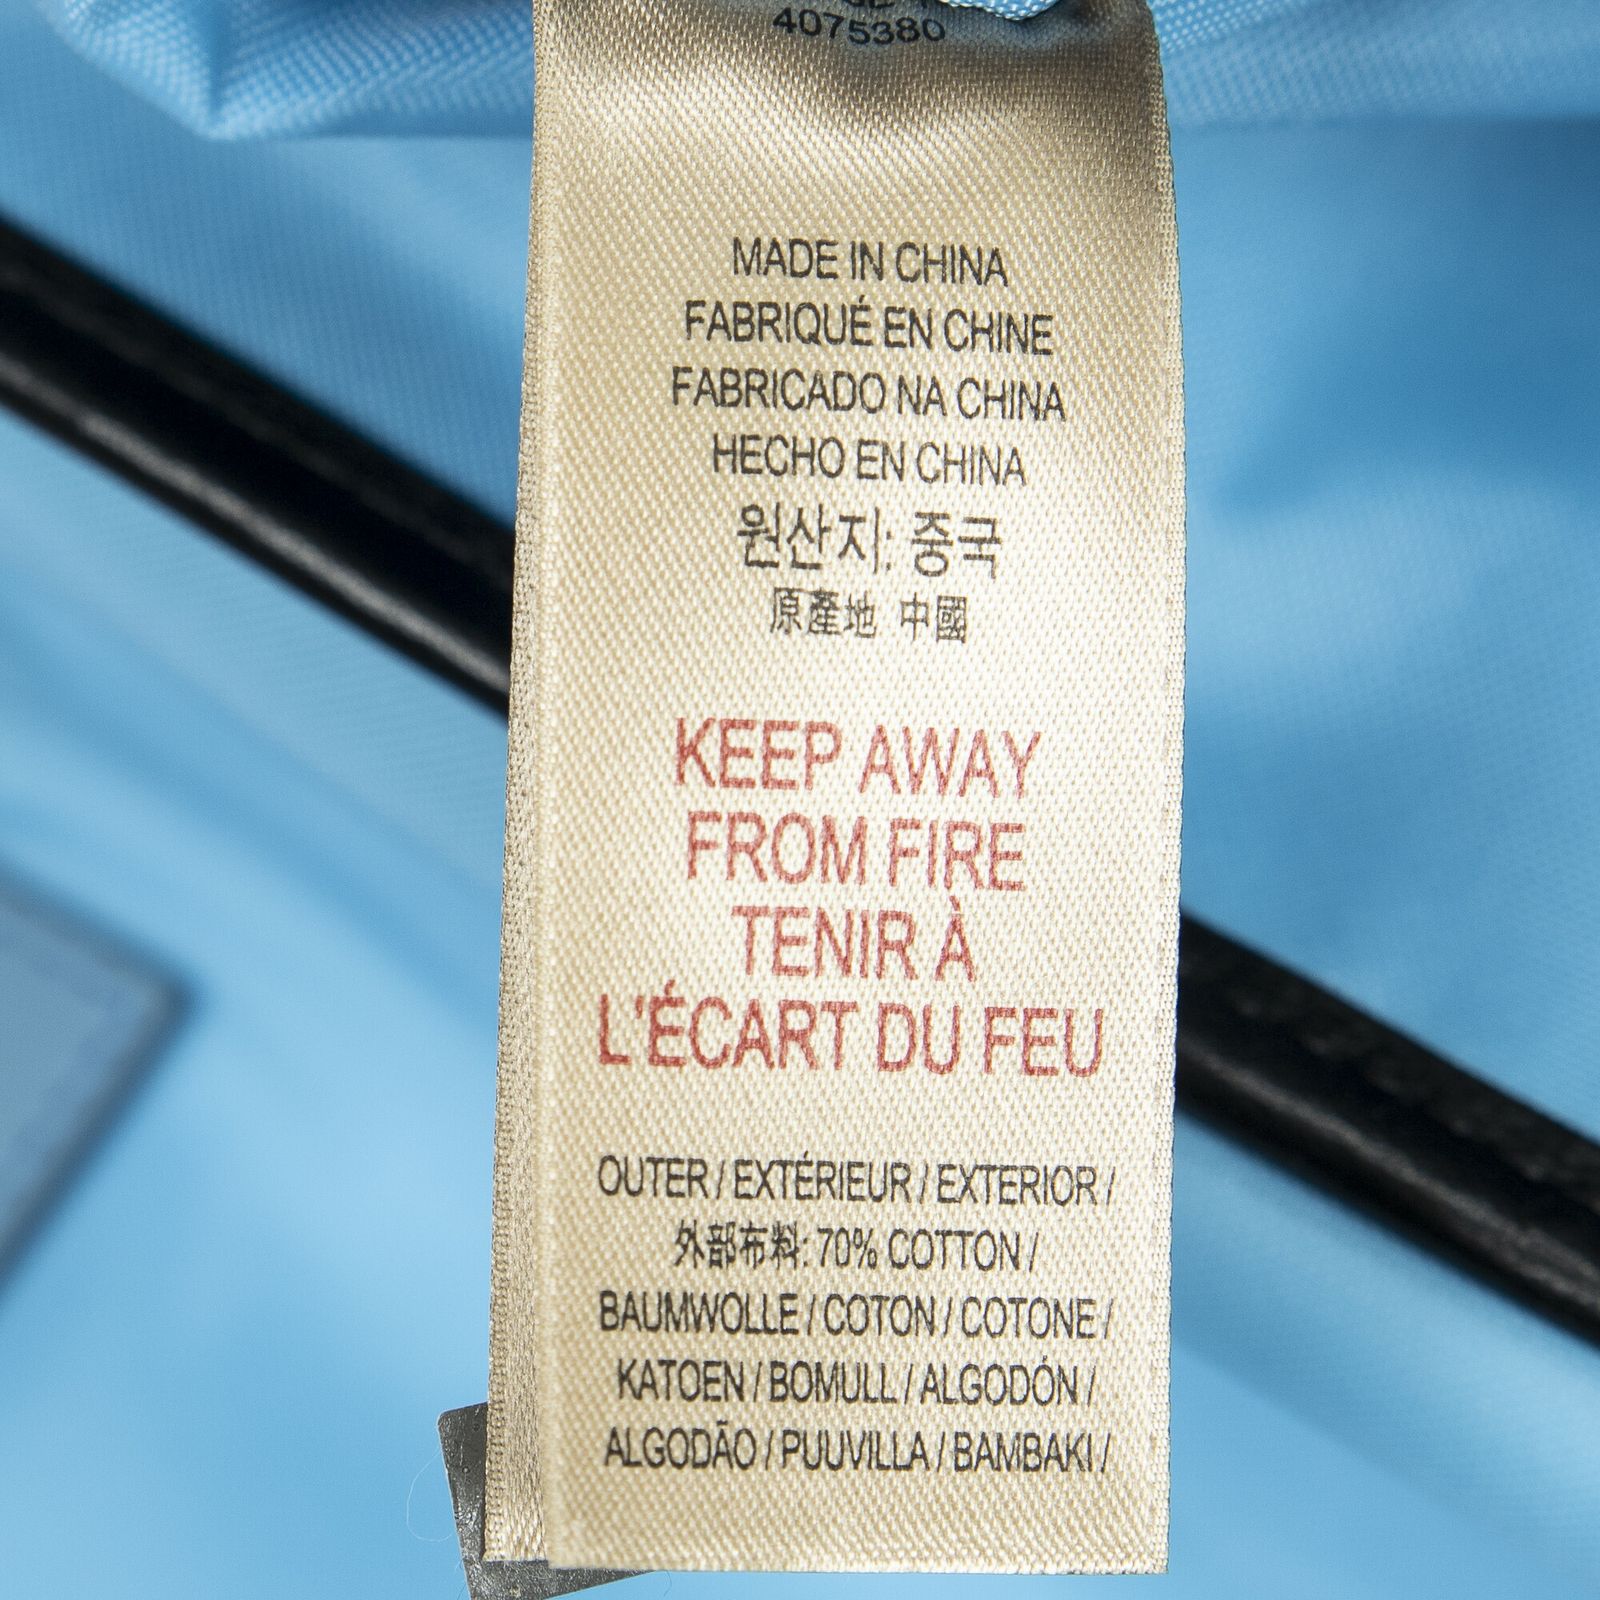 4075380
MADE IN CHINA
FABRIQUÉ EN CHINE
FABRICADO NA CHINA
HECHO EN CHINA
원산지: 중국
原產地 中國
KEEP AWAY
FROM FIRE
TENIR À
L'ÉCART DU FEU
OUTER / EXTÉRIEUR / EXTERIOR /
外部布料: 70% COTTON /
BAUMWOLLE / COTON / COTONE /
KATOEN / BOMULL / ALGODÓN /
ALGODÃO / PUUVILLA / BAMBAKI /